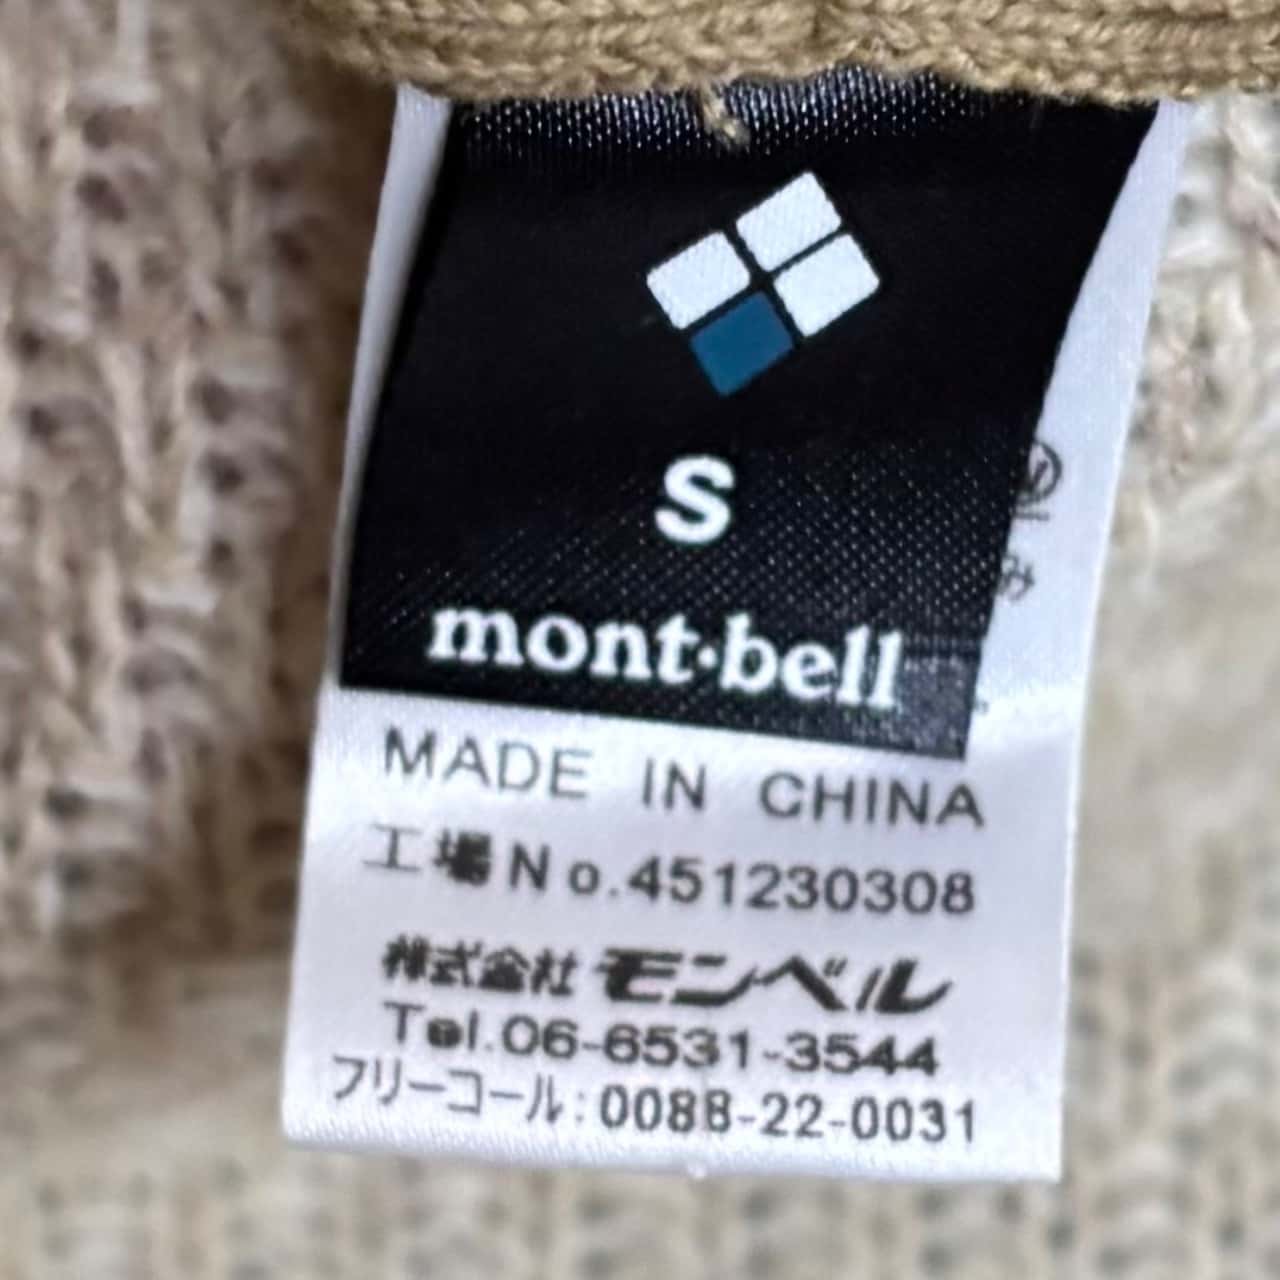 S
mont·bell
MADE IN CHINA
工場No.451230308
株式会社 モンベル
Tel.06-6531-3544
フリーコール:0088-22-0031